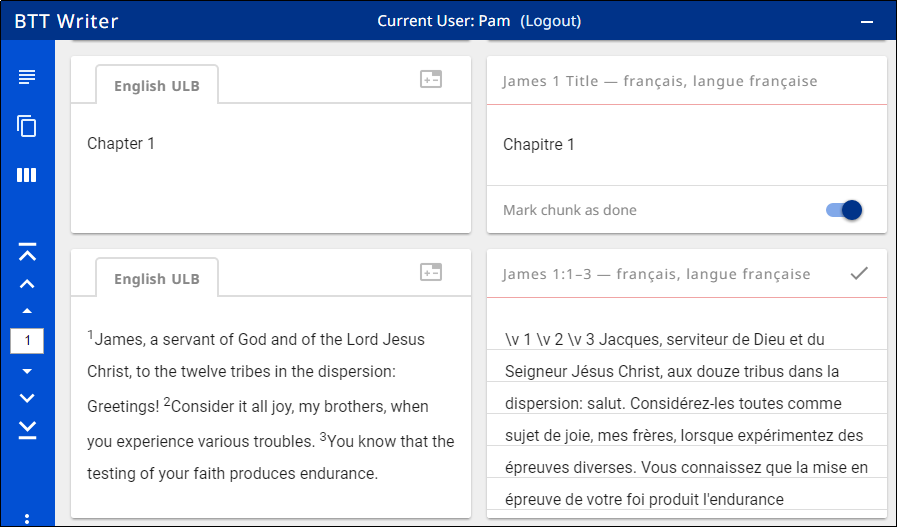 BTT Writer
Current User: Pam (Logout)
English ULB
Chapter 1
James 1 Title — français, langue française
Chapitre 1
Mark chunk as done
1
English ULB
1James, a servant of God and of the Lord Jesus
Christ, to the twelve tribes in the dispersion:
Greetings! 2Consider it all joy, my brothers, when
you experience various troubles. 3You know that the
testing of your faith produces endurance.
James 1:1–3 — français, langue française
\v 1 \v 2 \v 3 Jacques, serviteur de Dieu et du
Seigneur Jésus Christ, aux douze tribus dans la
dispersion: salut. Considérez-les toutes comme
sujet de joie, mes frères, lorsque expérimentez des
épreuves diverses. Vous connaissez que la mise en
épreuve de votre foi produit l'endurance